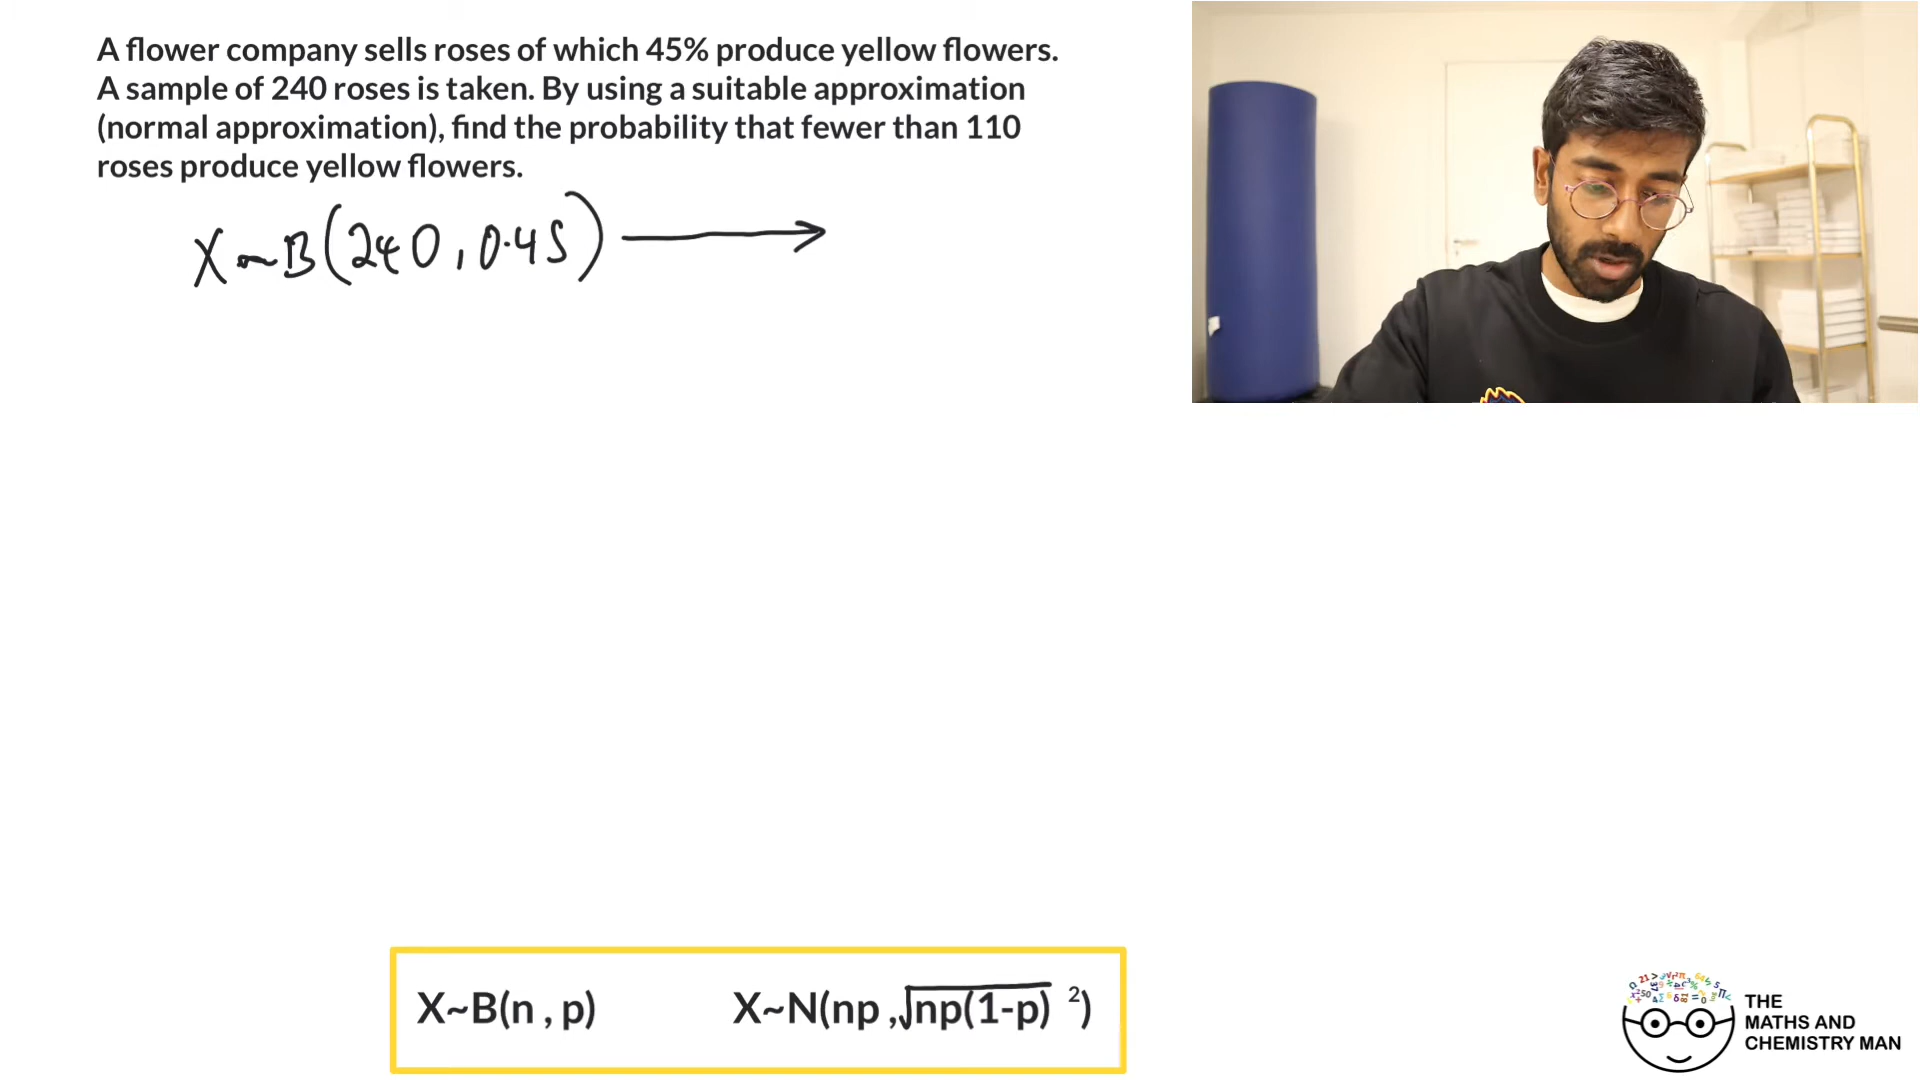 A flower company sells roses of which 45% produce yellow flowers.
A sample of 240 roses is taken. By using a suitable approximation
(normal approximation), find the probability that fewer than 110
roses produce yellow flowers.
X~B(240,0.45)
X~B(n , p)
X~N(np ,√np(1-p) ²)
THE
MATHS AND
CHEMISTRY MAN